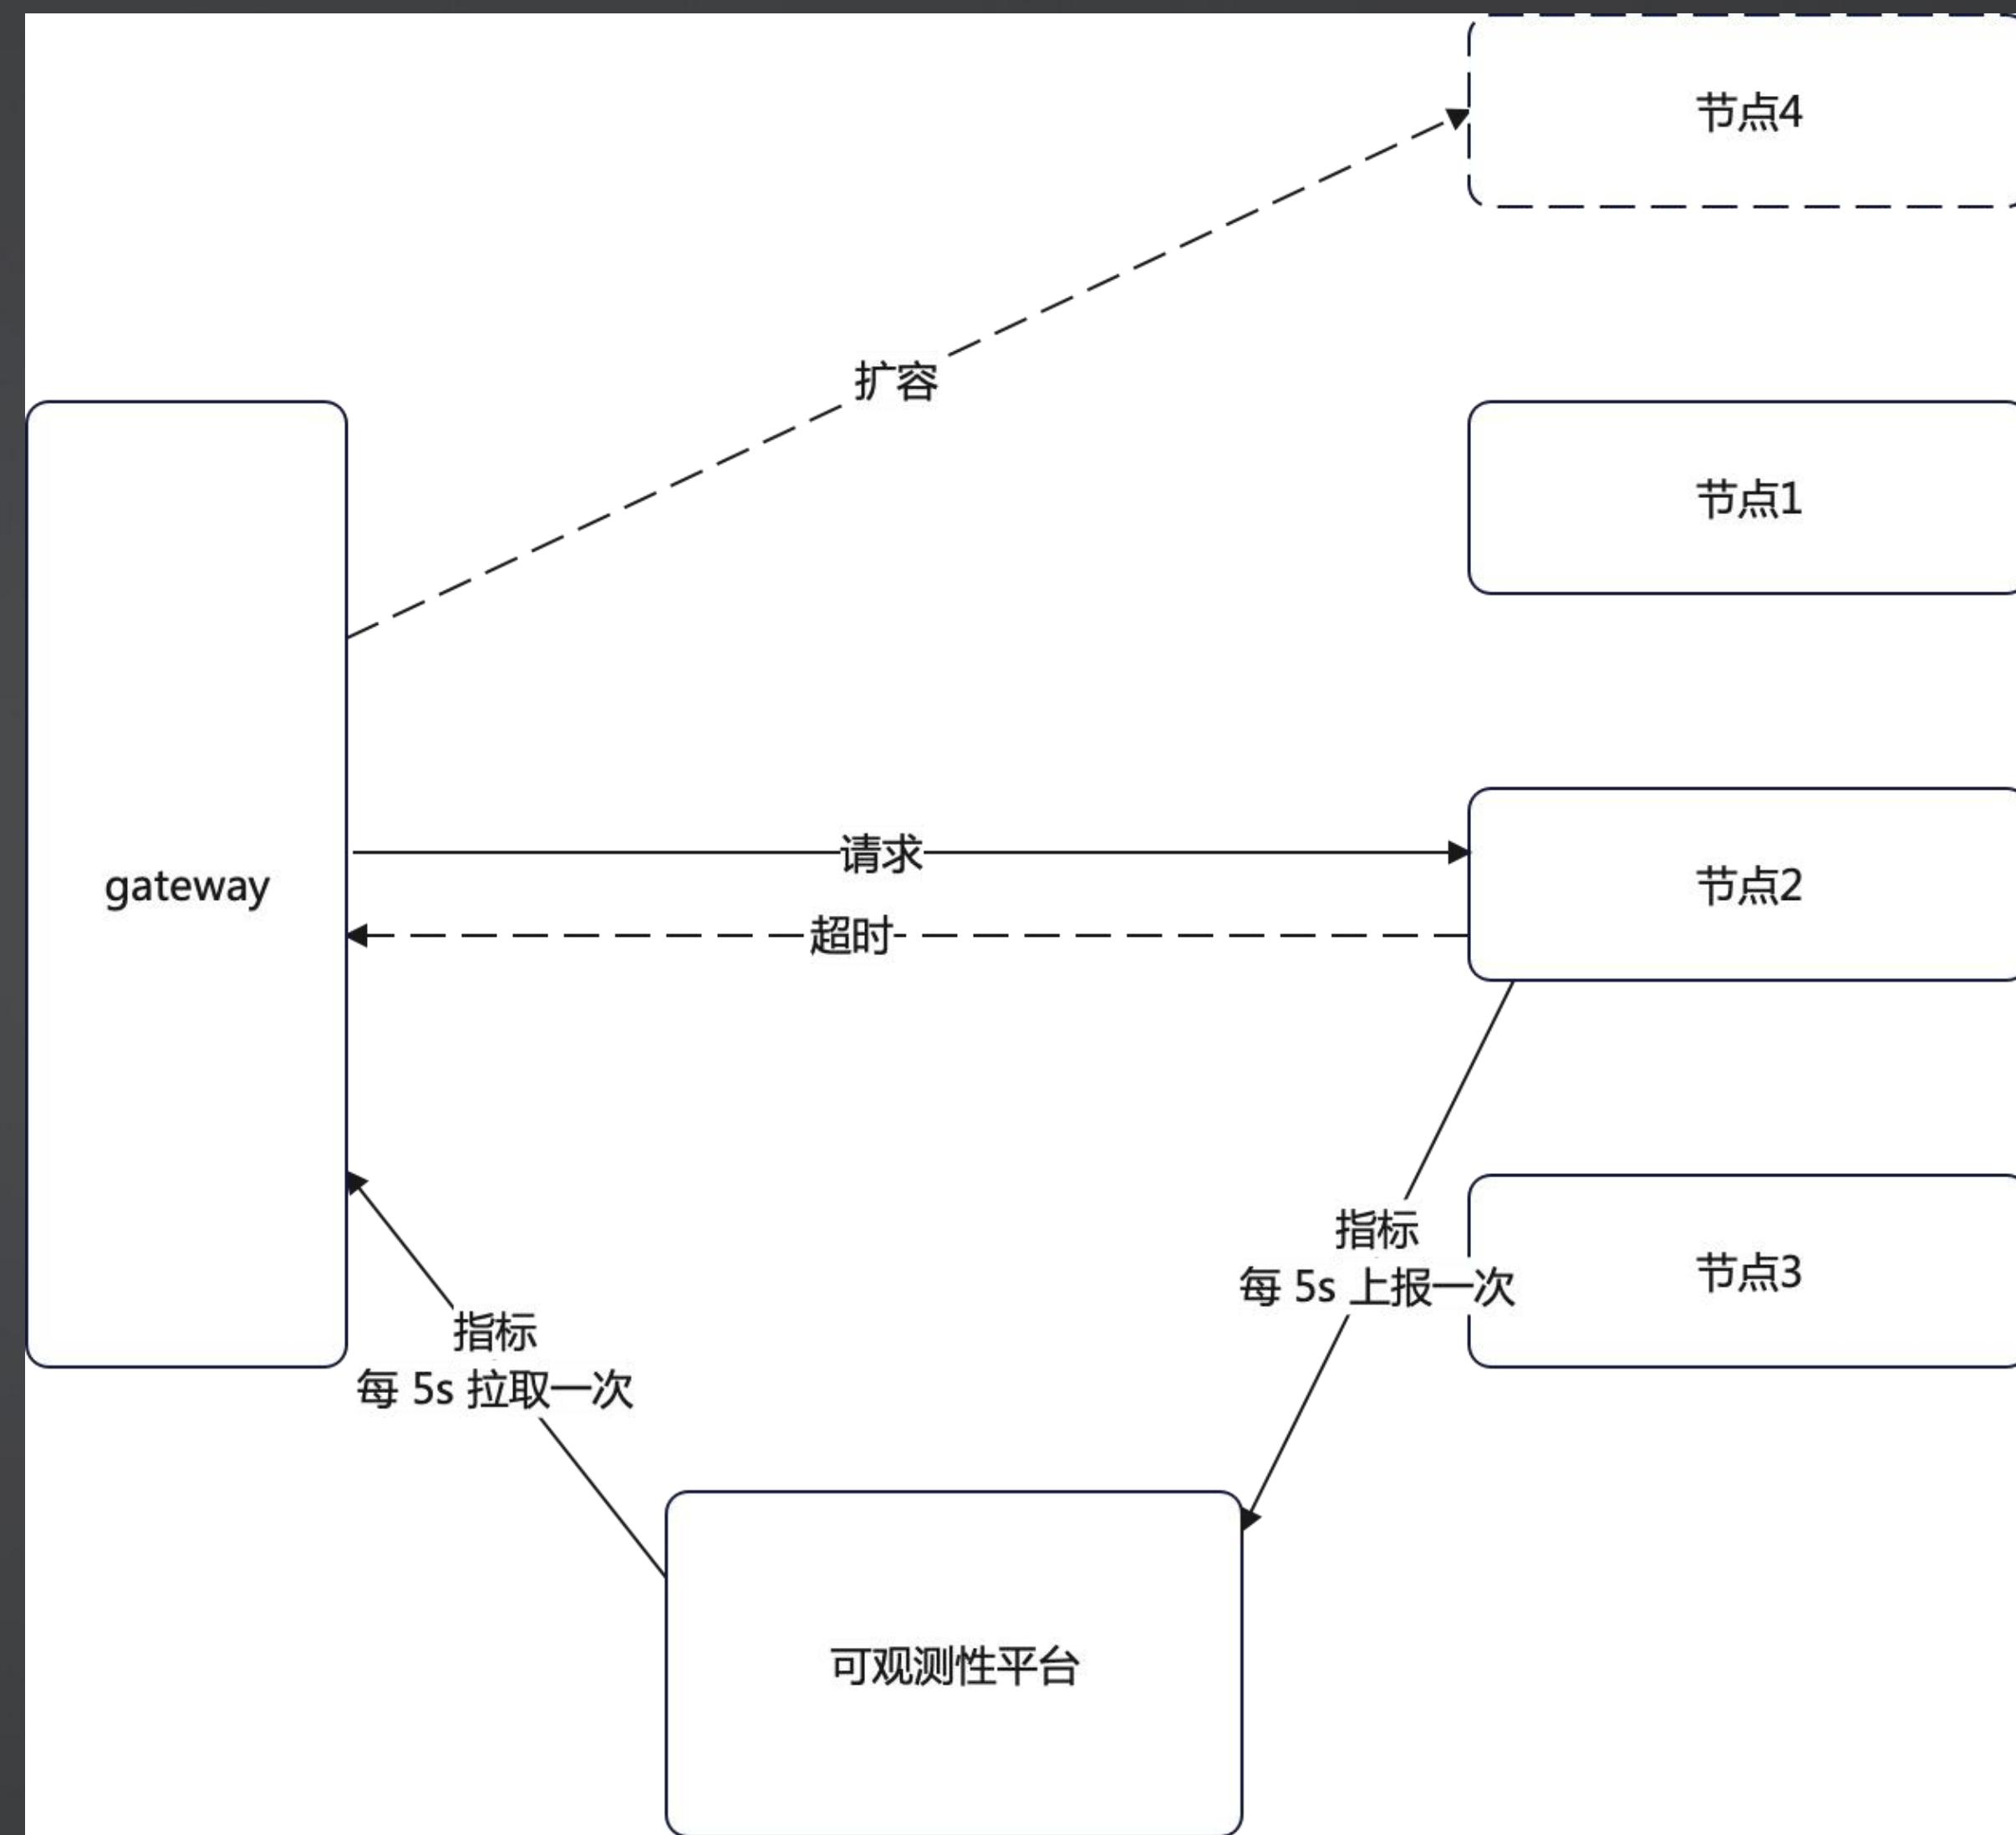 节点4
扩容
节点1
请求
gateway
节点2
超时
指标
每 5s 上报一次
节点3
指标
每 5s 拉取一次
可观测性平台